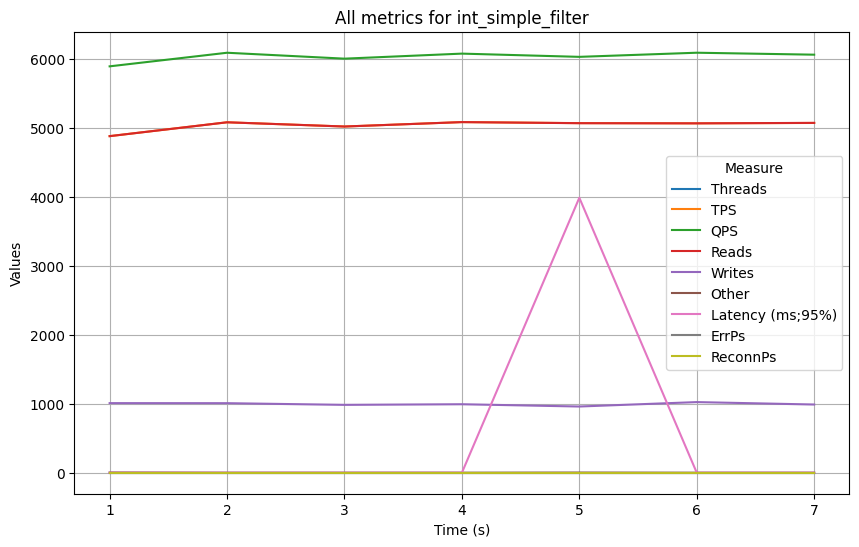 All metrics for int_simple_filter
6000
5000
4000
3000
2000
1000
0
Values
Measure
Threads
TPS
QPS
Reads
Writes
Other
Latency (ms;95%)
ErrPs
ReconnPs
1 2 3 4 5 6 7
Time (s)